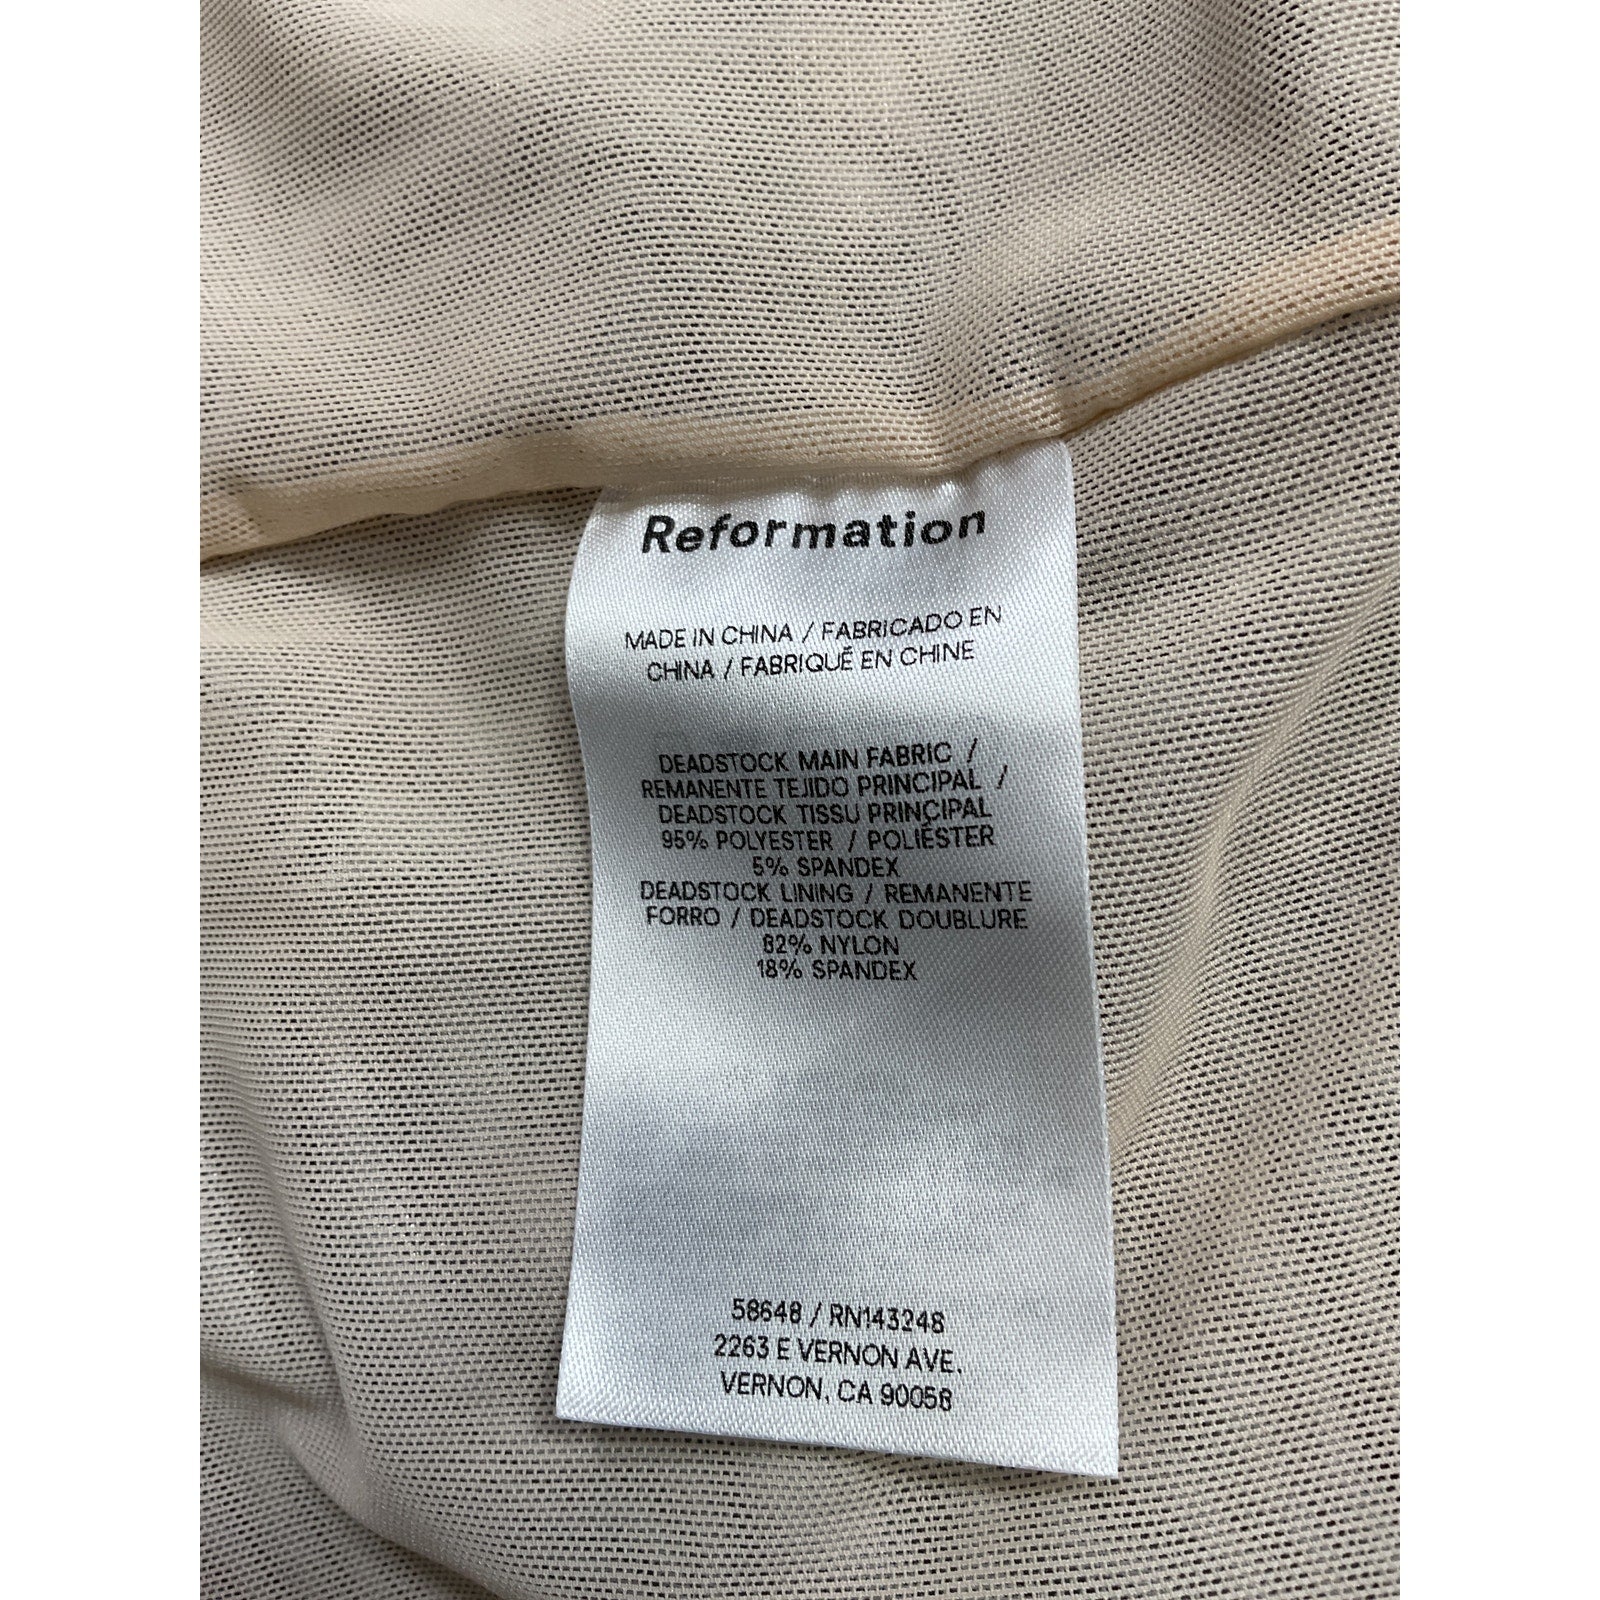 Reformation
MADE IN CHINA / FABRICADO EN
CHINA / FABRIQUÉ EN CHINE
DEADSTOCK MAIN FABRIC /
REMANENTE TEJIDO PRINCIPAL /
DEADSTOCK TISSU PRINCIPAL
95% POLYESTER / POLIÉSTER
5% SPANDEX
DEADSTOCK LINING / REMANENTE
FORRO / DEADSTOCK DOUBLURE
82% NYLON
18% SPANDEX
58648 / RN143248
2263 E VERNON AVE.
VERNON, CA 90058